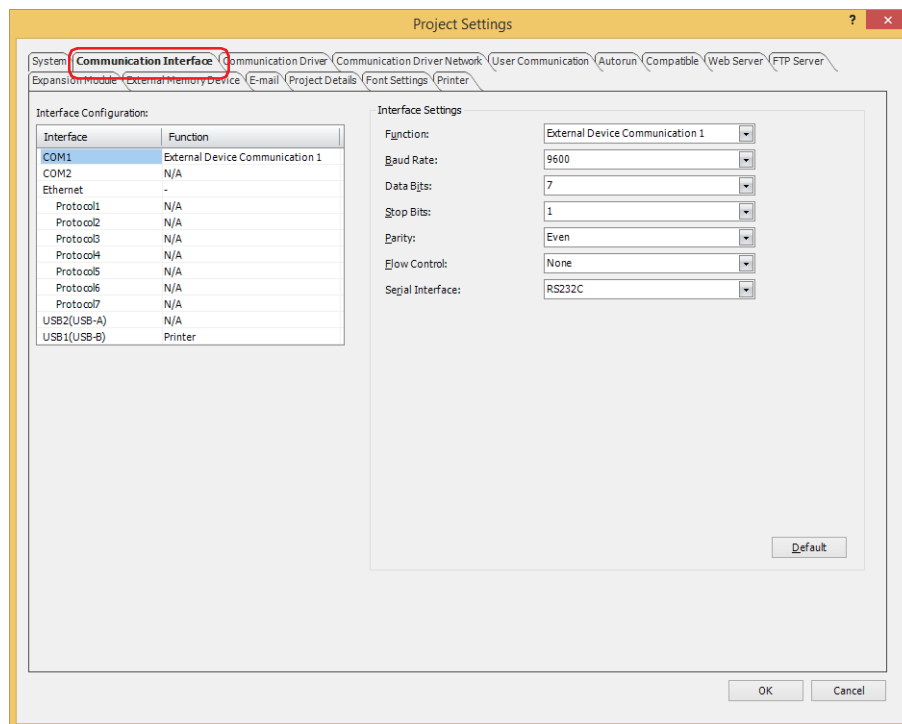 Project Settings ? ×
System Communication Interface Communication Driver Communication Driver Network User Communication Autorun Compatible Web Server FTP Server
Expansion Module External Memory Device E-mail Project Details Font Settings Printer
Interface Configuration:
Interface Function
COM1 External Device Communication 1
COM2 N/A
Ethernet -
Protocol1 N/A
Protocol2 N/A
Protocol3 N/A
Protocol4 N/A
Protocol5 N/A
Protocol6 N/A
Protocol7 N/A
USB2(USB-A) N/A
USB1(USB-B) Printer
Interface Settings
Function: External Device Communication 1
Baud Rate: 9600
Data Bits: 7
Stop Bits: 1
Parity: Even
Flow Control: None
Serial Interface: RS232C
Default
OK Cancel